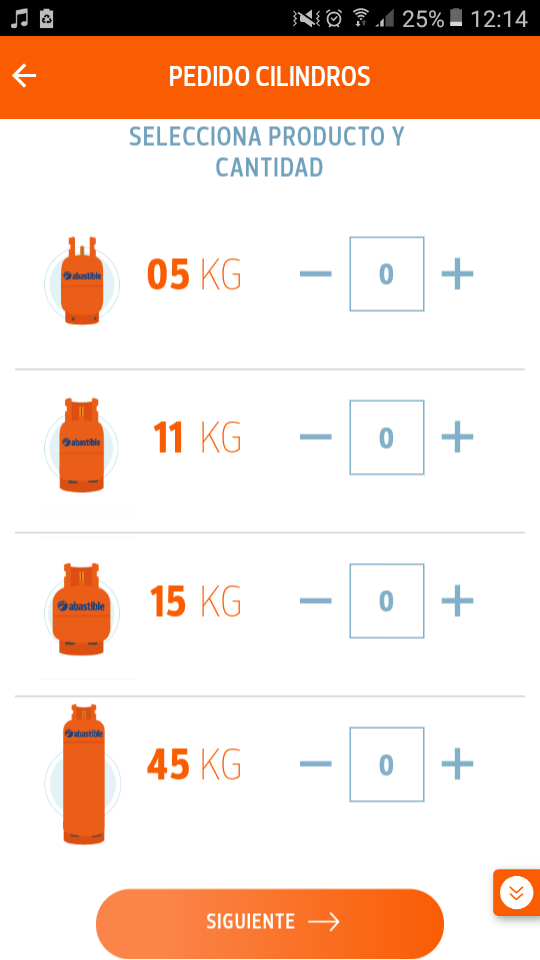 25% 12:14
PEDIDO CILINDROS
SELECCIONA PRODUCTO Y
CANTIDAD
abastible
05 KG
0
abastible
11 KG
0
abastible
15 KG
0
abastible
45 KG
0
SIGUIENTE